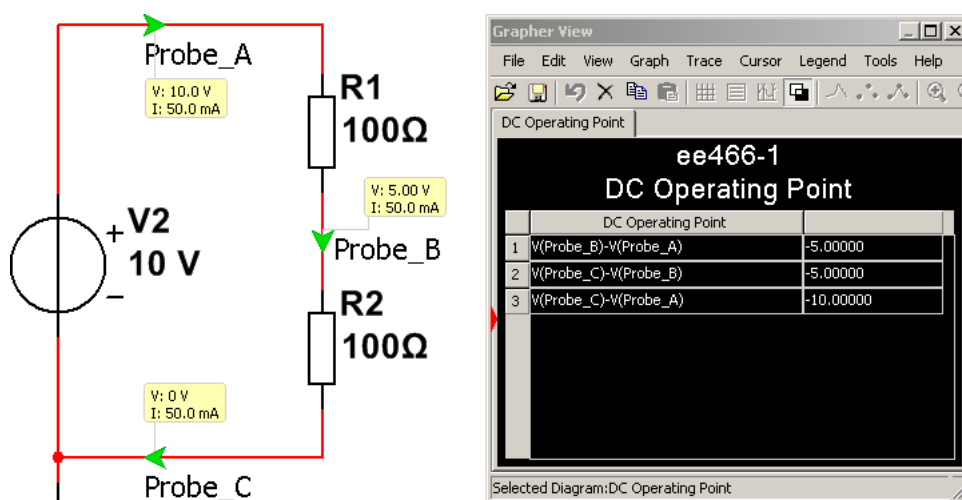 Probe_A
V: 10.0 V
I: 50.0 mA
R1
100Ω
V: 5.00 V
I: 50.0 mA
Probe_B
+
V2
10 V
−
R2
100Ω
V: 0 V
I: 50.0 mA
Probe_C
Grapher View
File Edit View Graph Trace Cursor Legend Tools Help
DC Operating Point
ee466-1
DC Operating Point
DC Operating Point
1 V(Probe_B)-V(Probe_A) -5.00000
2 V(Probe_C)-V(Probe_B) -5.00000
3 V(Probe_C)-V(Probe_A) -10.00000
Selected Diagram:DC Operating Point